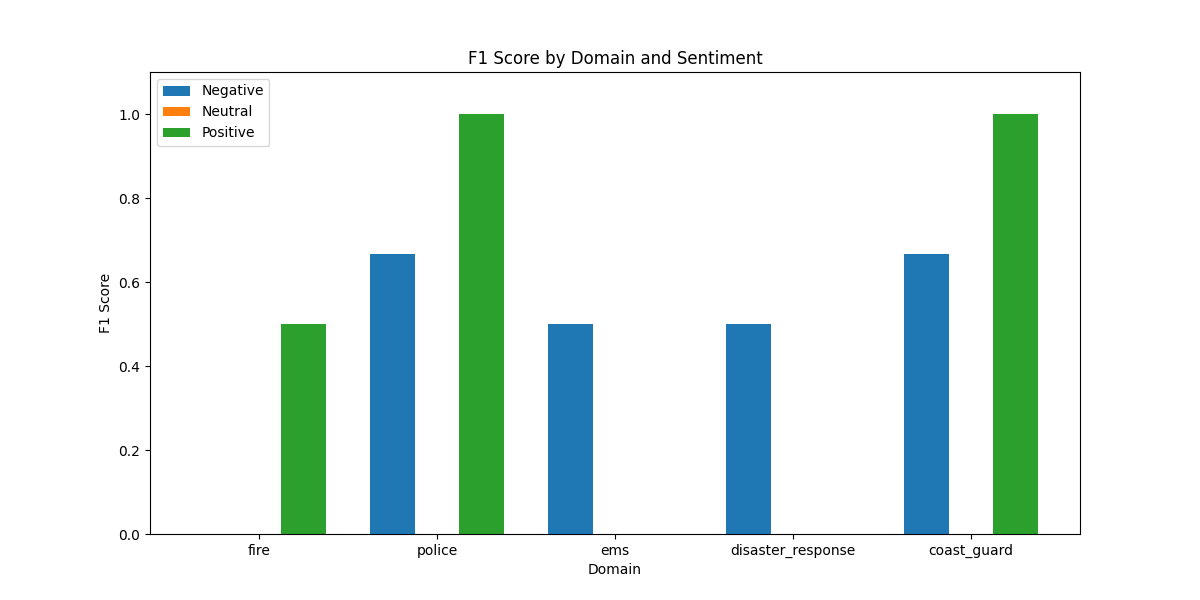 F1 Score by Domain and Sentiment
Negative
Neutral
Positive
1.0
0.8
0.6
0.4
0.2
0.0
F1 Score
fire police ems disaster_response coast_guard
Domain